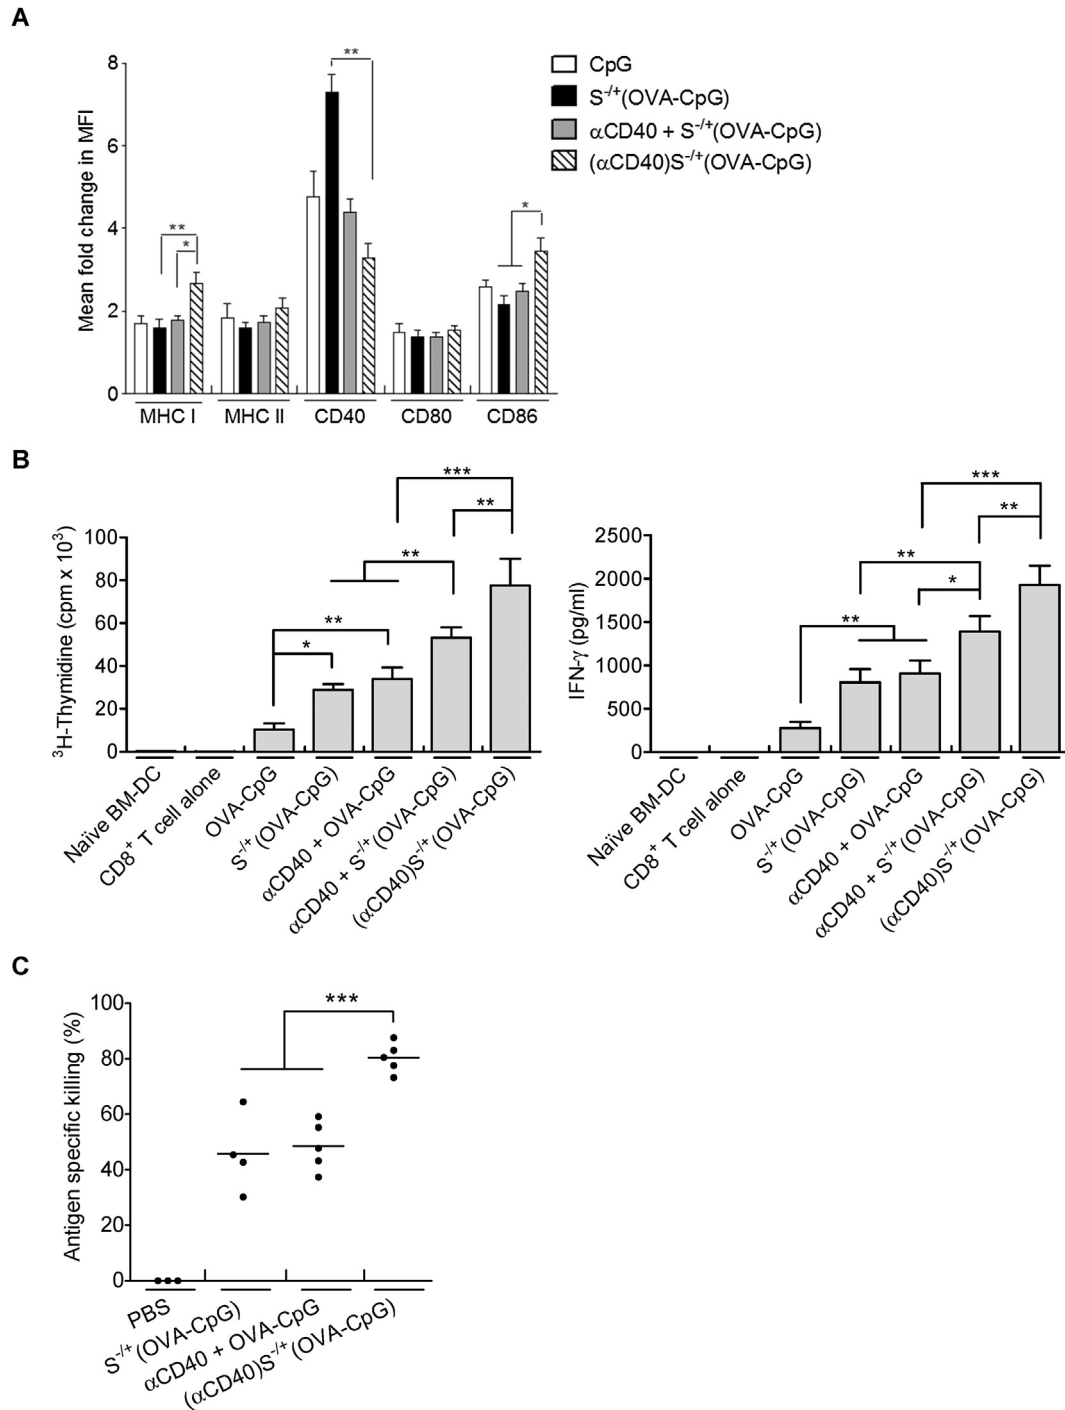 A
8
6
4
2
0
Mean fold change in MFI
**
**
*
*
MHC I MHC II CD40 CD80 CD86
CpG
S⁻/⁺(OVA-CpG)
αCD40 + S⁻/⁺(OVA-CpG)
(αCD40)S⁻/⁺(OVA-CpG)
B
³H-Thymidine (cpm x 10³)
100
80
60
40
20
0
***
**
**
**
*
Naïve BM-DC
CD8⁺ T cell alone
OVA-CpG
S⁻/⁺(OVA-CpG)
αCD40 + OVA-CpG
αCD40 + S⁻/⁺(OVA-CpG)
(αCD40)S⁻/⁺(OVA-CpG)
IFN-γ (pg/ml)
2500
2000
1500
1000
500
0
***
**
**
*
**
Naïve BM-DC
CD8⁺ T cell alone
OVA-CpG
S⁻/⁺(OVA-CpG)
αCD40 + OVA-CpG
αCD40 + S⁻/⁺(OVA-CpG)
(αCD40)S⁻/⁺(OVA-CpG)
C
Antigen specific killing (%)
100
80
60
40
20
0
***
PBS
S⁻/⁺(OVA-CpG)
αCD40 + OVA-CpG
(αCD40)S⁻/⁺(OVA-CpG)